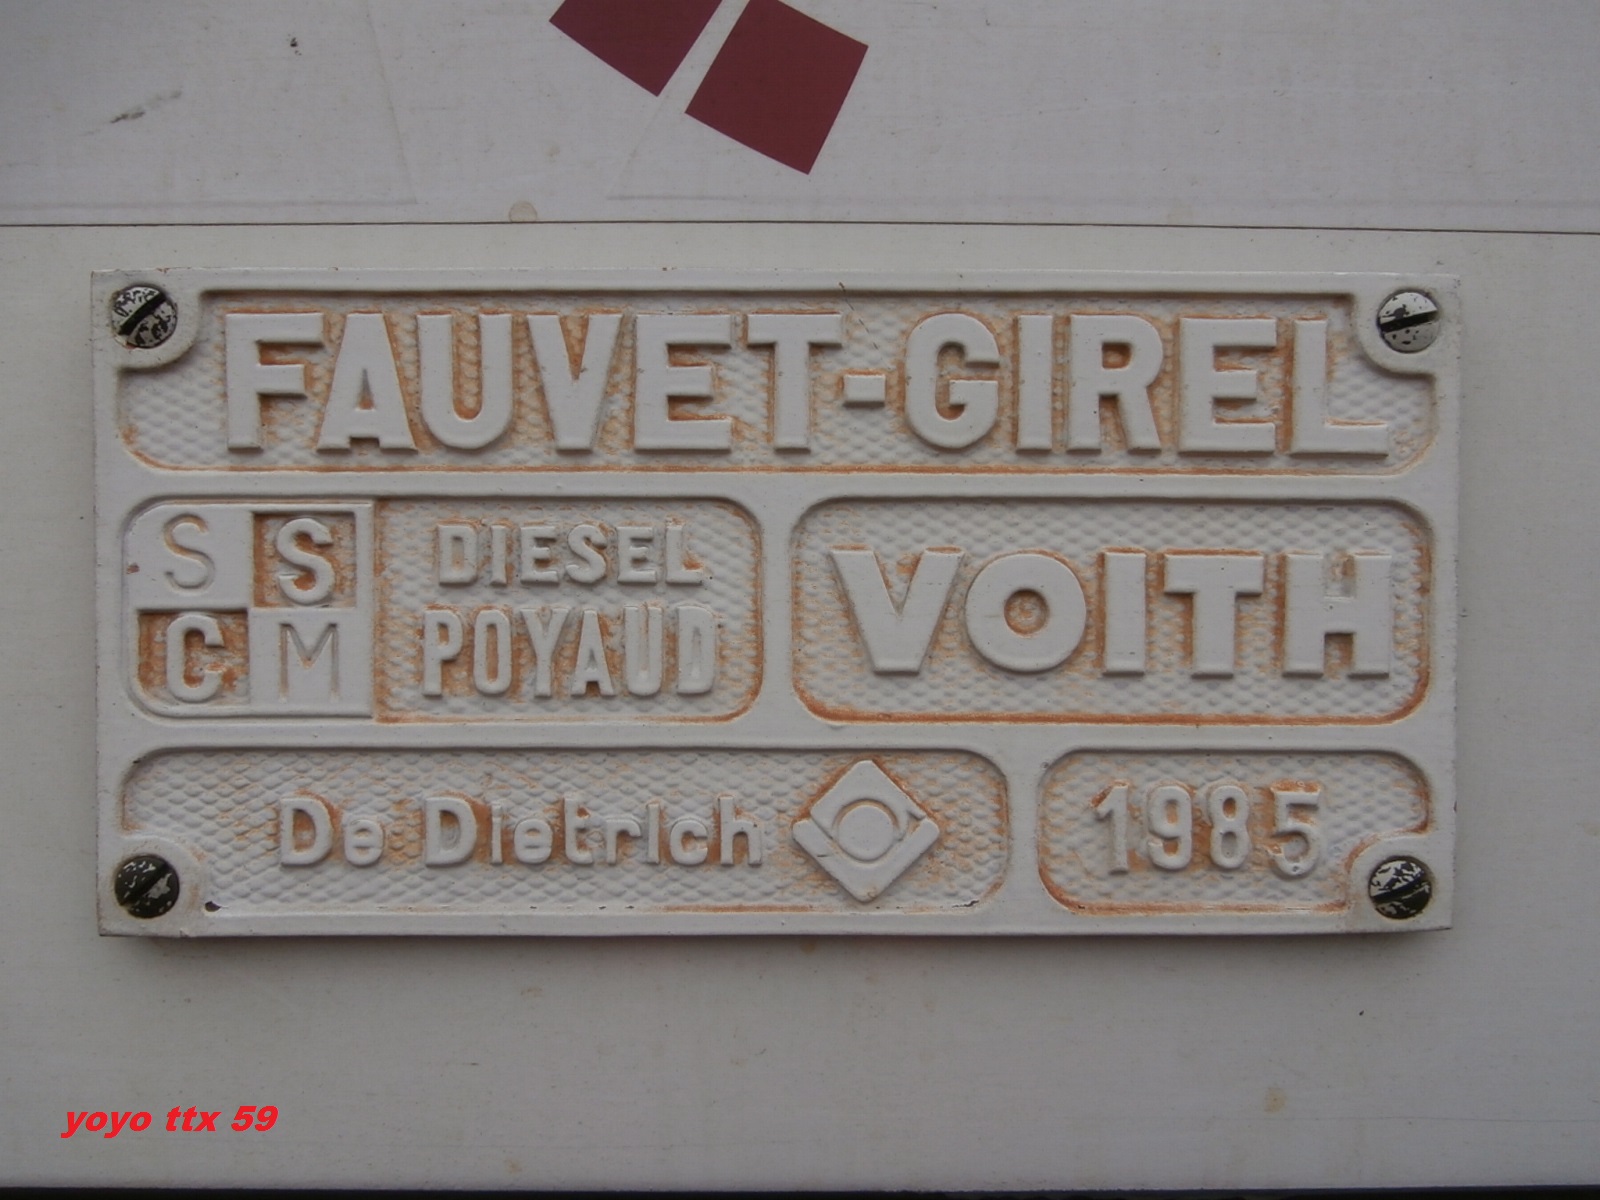 FAUVET-GIREL
S S
C M
DIESEL
POYAUD
VOITH
De Dietrich
1985
yoyo ttx 59